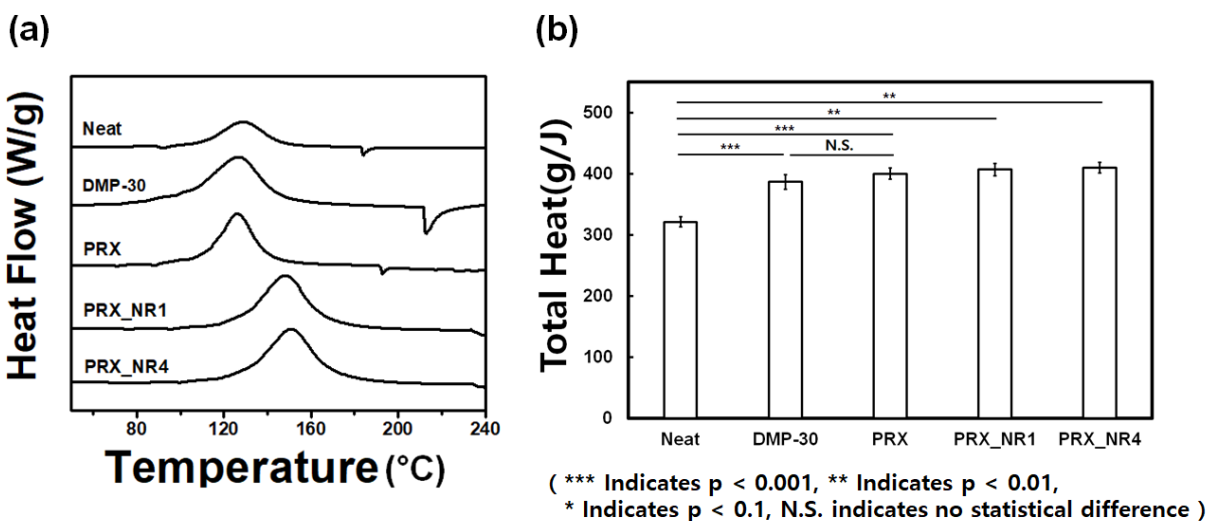 (a)
Heat Flow (W/g)
Neat
DMP-30
PRX
PRX_NR1
PRX_NR4
80 120 160 200 240
Temperature (°C)
(b)
Total Heat(g/J)
500
400
300
200
100
0
**
**
***
*** N.S.
Neat DMP-30 PRX PRX_NR1 PRX_NR4
( *** Indicates p < 0.001, ** Indicates p < 0.01,
* Indicates p < 0.1, N.S. indicates no statistical difference )